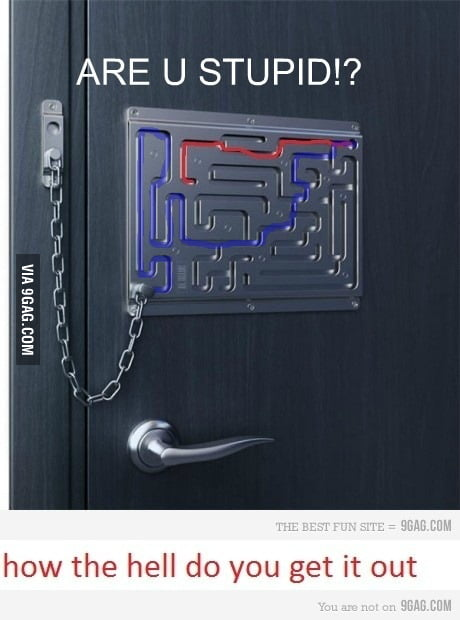 ARE U STUPID!?
VIA 9GAG.COM
THE BEST FUN SITE = 9GAG.COM
how the hell do you get it out
You are not on 9GAG.COM